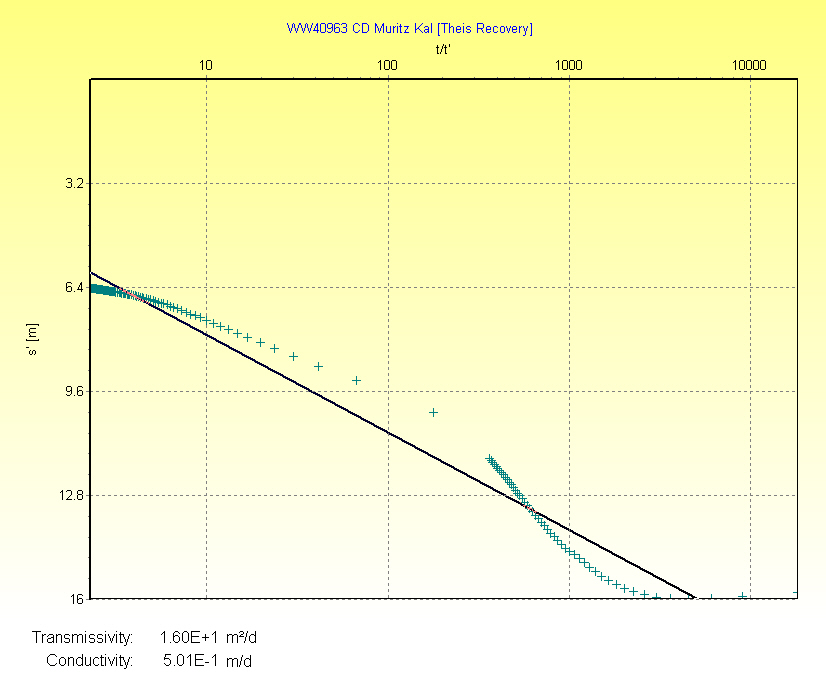 WW40963 CD Muritz Kal [Theis Recovery]
t/t'
10 100 1000 10000
3.2
6.4
s' [m]
9.6
12.8
16
Transmissivity: 1.60E+1 m²/d
Conductivity: 5.01E-1 m/d